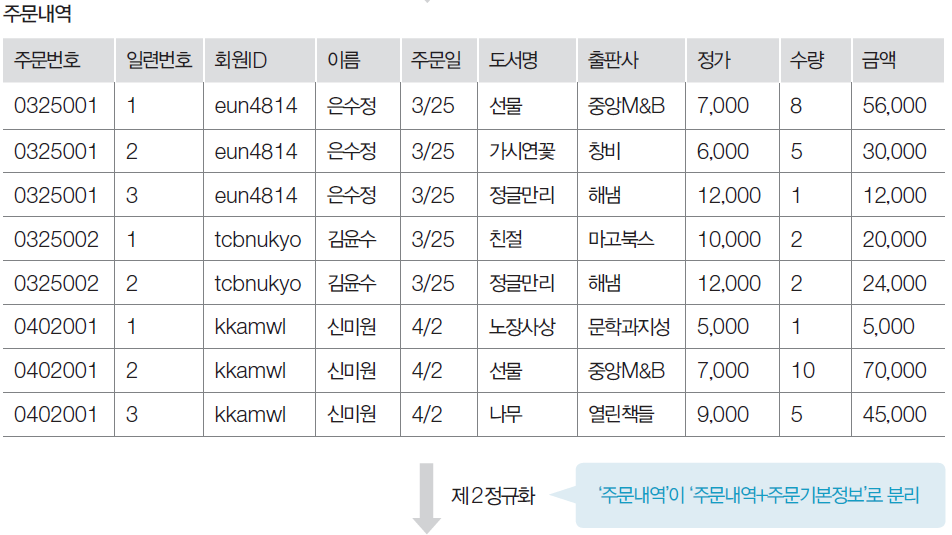 주문내역
주문번호 일련번호 회원ID 이름 주문일 도서명 출판사 정가 수량 금액
0325001 1 eun4814 은수정 3/25 선물 중앙M&B 7,000 8 56,000
0325001 2 eun4814 은수정 3/25 가시연꽃 창비 6,000 5 30,000
0325001 3 eun4814 은수정 3/25 정글만리 해냄 12,000 1 12,000
0325002 1 tcbnukyo 김윤수 3/25 친절 마고북스 10,000 2 20,000
0325002 2 tcbnukyo 김윤수 3/25 정글만리 해냄 12,000 2 24,000
0402001 1 kkamwl 신미원 4/2 노장사상 문학과지성 5,000 1 5,000
0402001 2 kkamwl 신미원 4/2 선물 중앙M&B 7,000 10 70,000
0402001 3 kkamwl 신미원 4/2 나무 열린책들 9,000 5 45,000
제2정규화 ‘주문내역’이 ‘주문내역+주문기본정보’로 분리